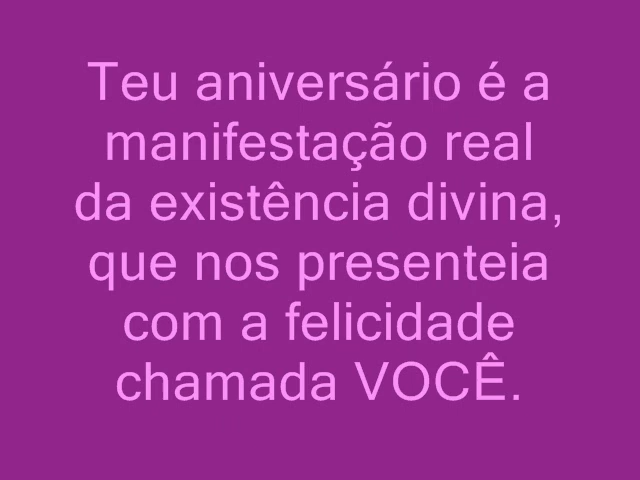 Teu aniversário é a
manifestação real
da existência divina,
que nos presenteia
com a felicidade
chamada VOCÊ.